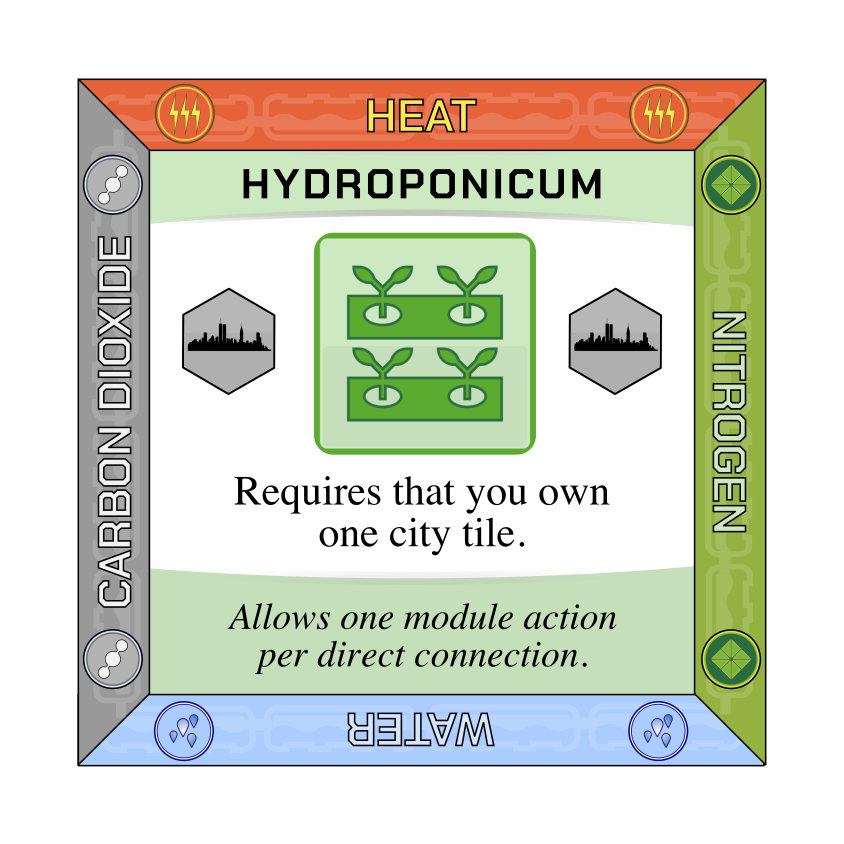 HEAT
HYDROPONICUM
CARBON DIOXIDE
NITROGEN
Requires that you own
one city tile.
Allows one module action
per direct connection.
WATER